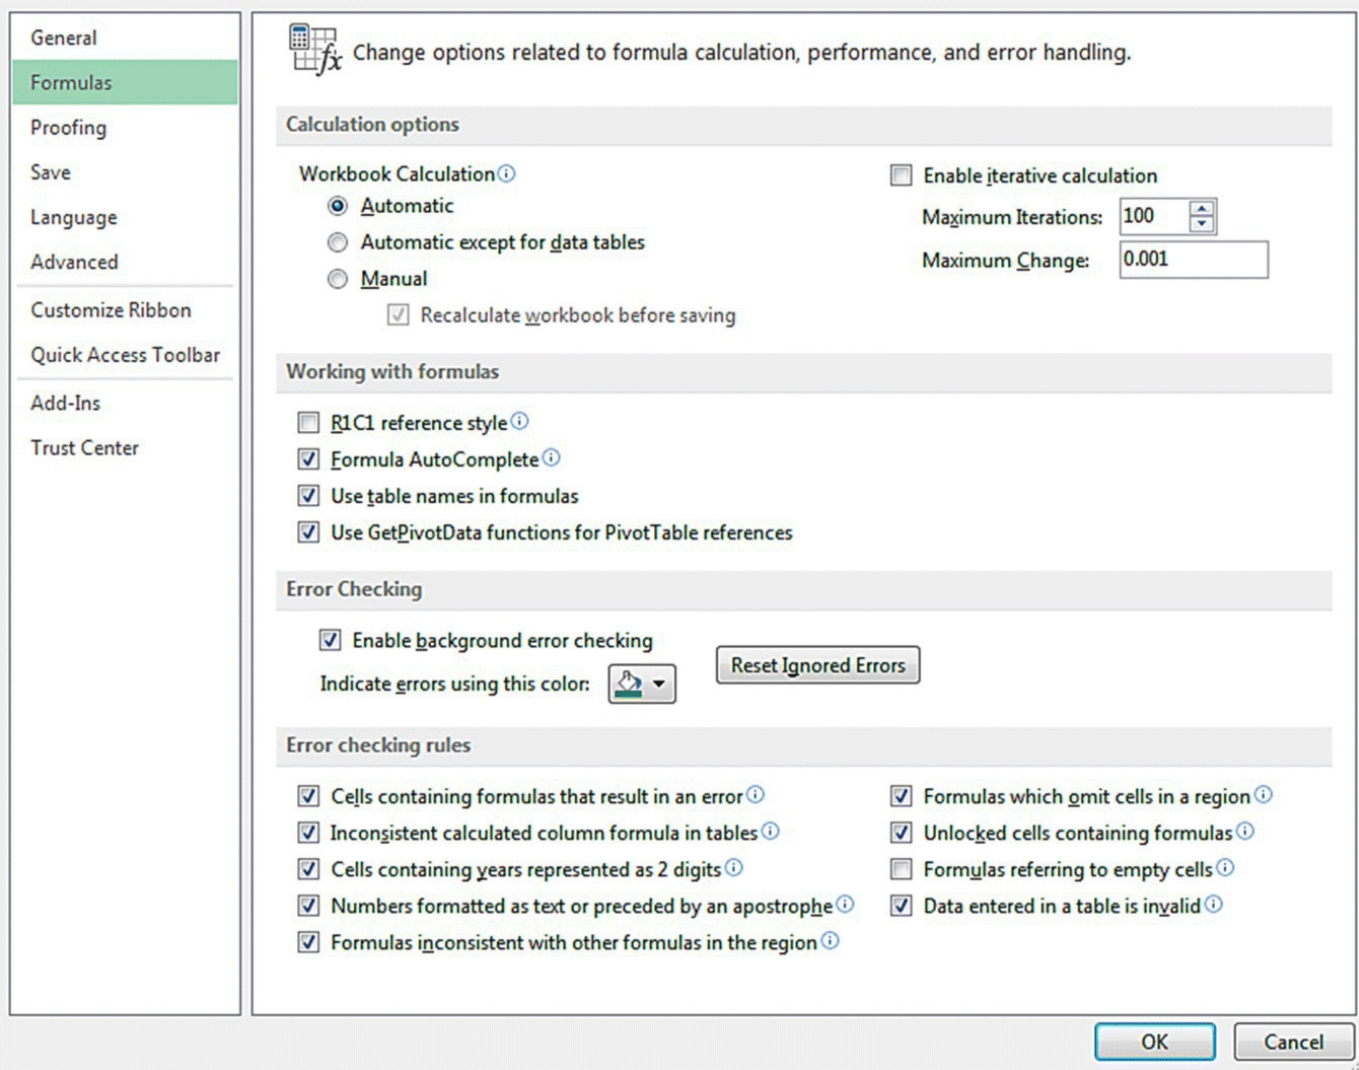 General
Formulas
Proofing
Save
Language
Advanced
Customize Ribbon
Quick Access Toolbar
Add-Ins
Trust Center
Change options related to formula calculation, performance, and error handling.
Calculation options
Workbook Calculation
Automatic
Automatic except for data tables
Manual
Recalculate workbook before saving
Enable iterative calculation
Maximum Iterations: 100
Maximum Change: 0.001
Working with formulas
R1C1 reference style
Formula AutoComplete
Use table names in formulas
Use GetPivotData functions for PivotTable references
Error Checking
Enable background error checking
Indicate errors using this color:
Reset Ignored Errors
Error checking rules
Cells containing formulas that result in an error
Inconsistent calculated column formula in tables
Cells containing years represented as 2 digits
Numbers formatted as text or preceded by an apostrophe
Formulas inconsistent with other formulas in the region
Formulas which omit cells in a region
Unlocked cells containing formulas
Formulas referring to empty cells
Data entered in a table is invalid
OK
Cancel